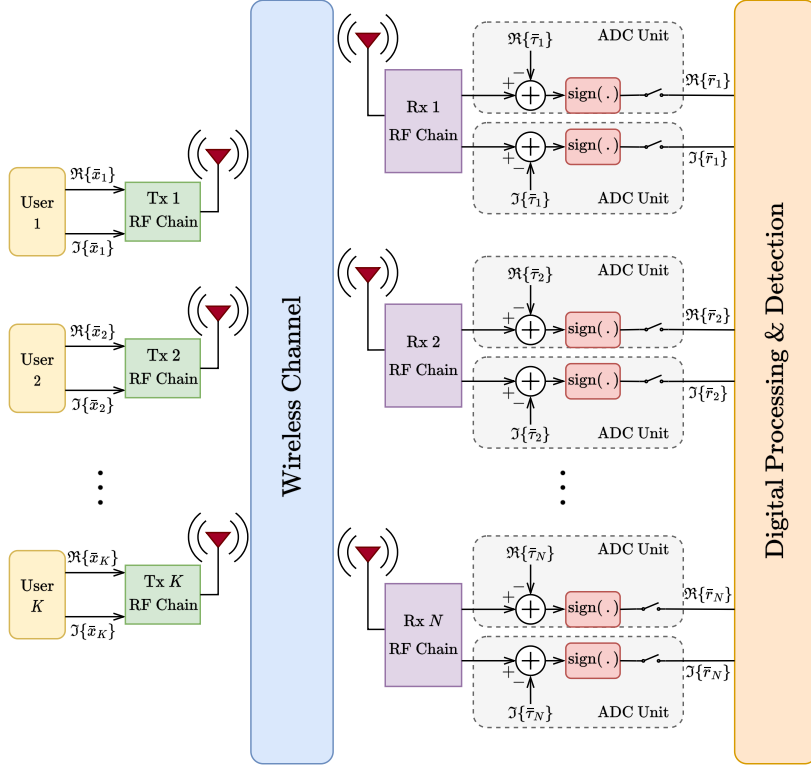 User
1
ℜ{x̄₁}
ℑ{x̄₁}
Tx 1
RF Chain
User
2
ℜ{x̄₂}
ℑ{x̄₂}
Tx 2
RF Chain
User
K
ℜ{x̄_K}
ℑ{x̄_K}
Tx K
RF Chain
Wireless Channel
Rx 1
RF Chain
ℜ{τ̄₁}
ADC Unit
+
−
sign(.)
ℜ{r̄₁}
+
−
sign(.)
ℑ{r̄₁}
ℑ{τ̄₁}
ADC Unit
Rx 2
RF Chain
ℜ{τ̄₂}
ADC Unit
+
−
sign(.)
ℜ{r̄₂}
+
−
sign(.)
ℑ{r̄₂}
ℑ{τ̄₂}
ADC Unit
Rx N
RF Chain
ℜ{τ̄_N}
ADC Unit
+
−
sign(.)
ℜ{r̄_N}
+
−
sign(.)
ℑ{r̄_N}
ℑ{τ̄_N}
ADC Unit
Digital Processing & Detection